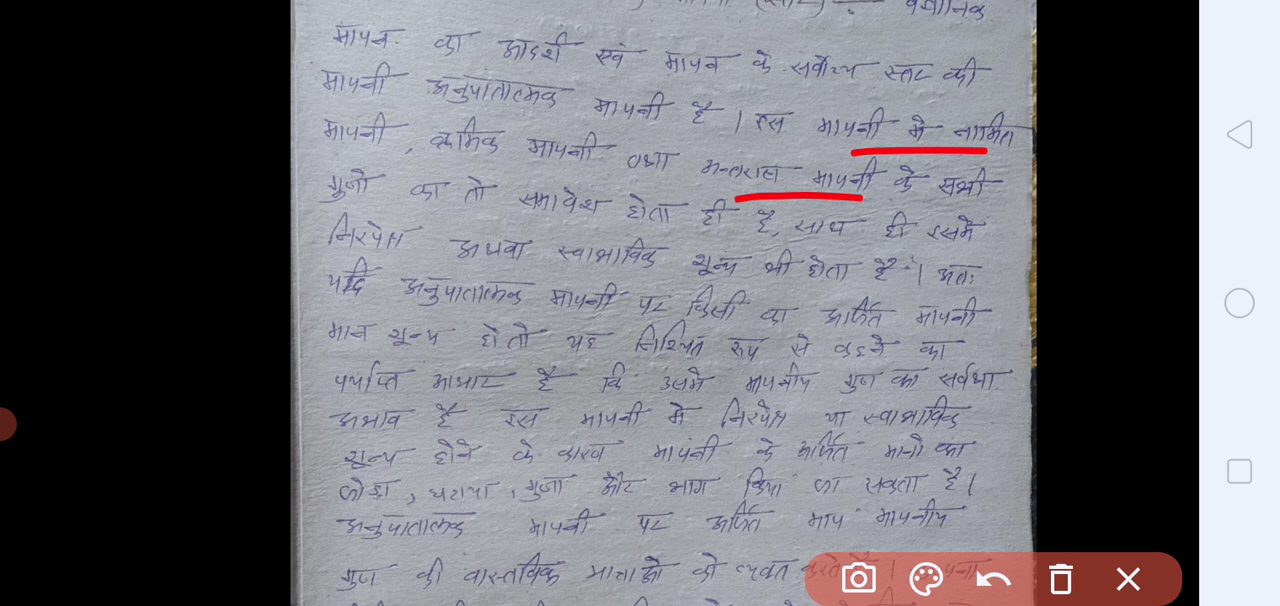 वैज्ञानिक
मापन का आदर्श एवं मापन के सर्वोच्च स्तर की
मापनी अनुपातात्मक मापनी है। इस मापनी मे नामित
मापनी, क्रमिक मापनी तथा अन्तराल मापनी के सभी
गुणो का तो समावेश होता ही है, साथ ही इसमे
निरपेक्ष अथवा स्वाभाविक शून्य भी होता है। अतः
यदि अनुपातात्मक मापनी पर किसी का अर्जित मापनी
मान शून्य हो तो यह निश्चित रूप से कहने का
पर्याप्त आधार है कि उसमे मापनीय गुण का सर्वथा
अभाव है इस मापनी मे निरपेक्ष या स्वाभाविक
शून्य होने के कारण मापनी के अर्जित मानो का
जोडा, घटाया, गुणा और भाग किया जा सकता है।
अनुपातात्मक मापनी पर अर्जित माप मापनीय
गुण की वास्तविक मात्राओ को व्यक्त करते